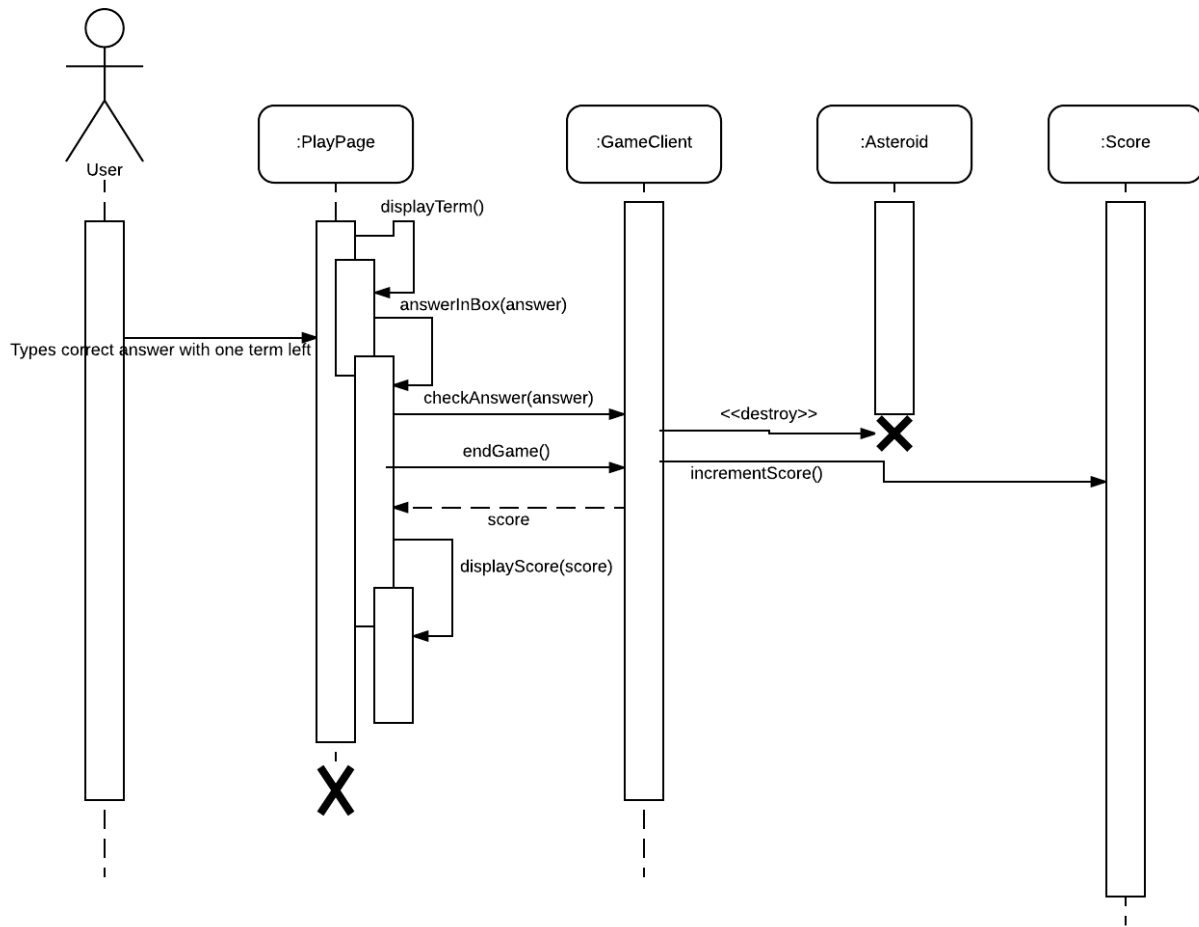 User
:PlayPage
:GameClient
:Asteroid
:Score
displayTerm()
answerInBox(answer)
Types correct answer with one term left
checkAnswer(answer)
<<destroy>>
endGame()
incrementScore()
score
displayScore(score)